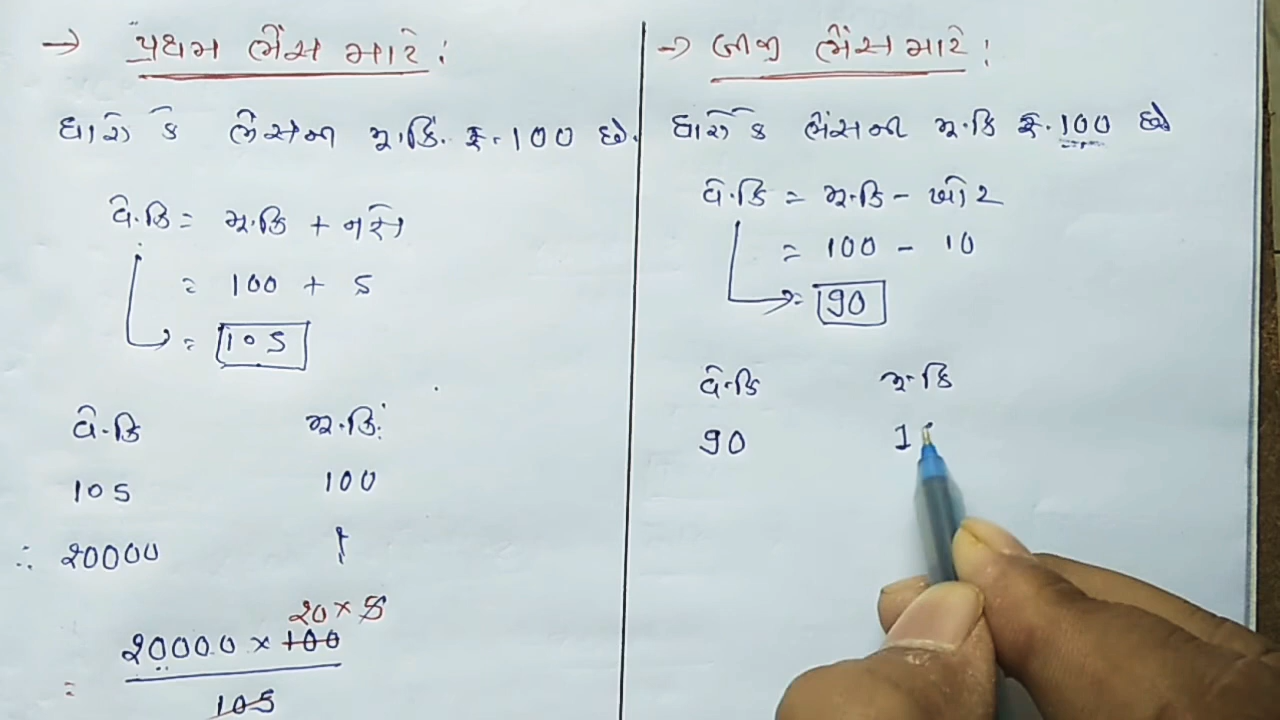 → પ્રથમ ભેંસ માટે :
ધારો કે ભેંસની મૂ.કિં. રૂ.100 છે.
વે.કિ = મૂ.કિ + નફો
= 100 + 5
= 105
વે.કિ મૂ.કિં.
105 100
∴ 20000 ?
20 × 5
= 20000 × 100
105
→ બીજી ભેંસ માટે :
ધારો કે ભેંસની મૂ.કિ રૂ.100 છે
વે.કિ = મૂ.કિ - ખોટ
= 100 - 10
= 90
વે.કિ મૂ.કિ
90 1